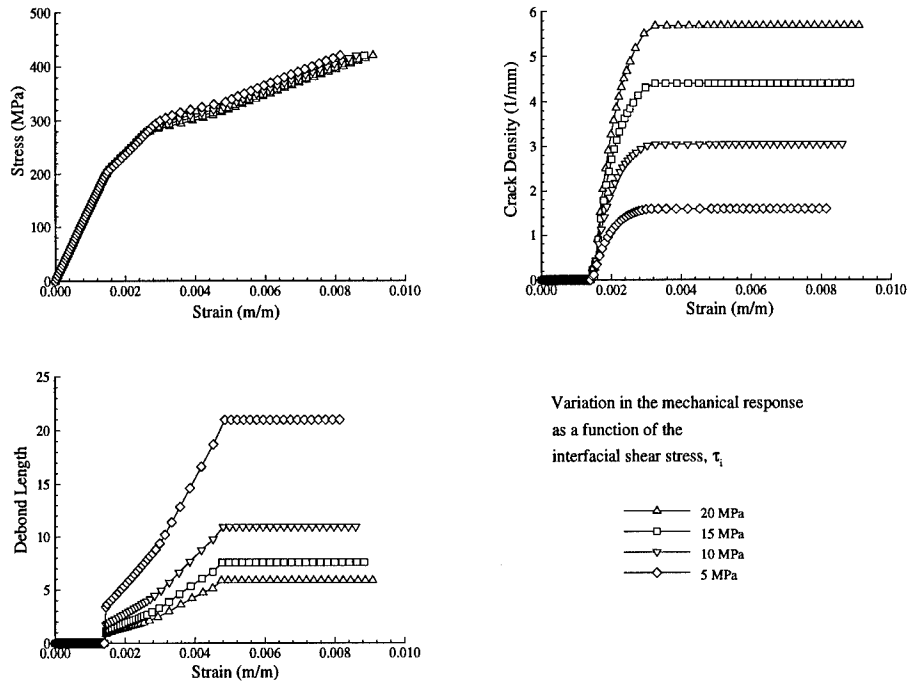 500
400
300
200
100
0
Stress (MPa)
0.000 0.002 0.004 0.006 0.008 0.010
Strain (m/m)
6
5
4
3
2
1
0
Crack Density (1/mm)
0.000 0.002 0.004 0.006 0.008 0.010
Strain (m/m)
25
20
15
10
5
0
Debond Length
0.000 0.002 0.004 0.006 0.008 0.010
Strain (m/m)
Variation in the mechanical response
as a function of the
interfacial shear stress, τi
20 MPa
15 MPa
10 MPa
5 MPa